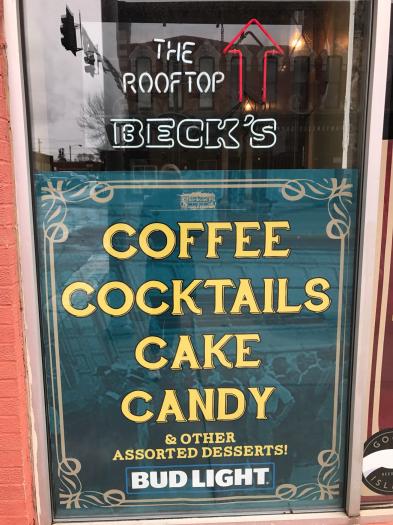 THE
ROOFTOP
BECK'S
COFFEE
COCKTAILS
CAKE
CANDY
& OTHER
ASSORTED DESSERTS!
BUD LIGHT